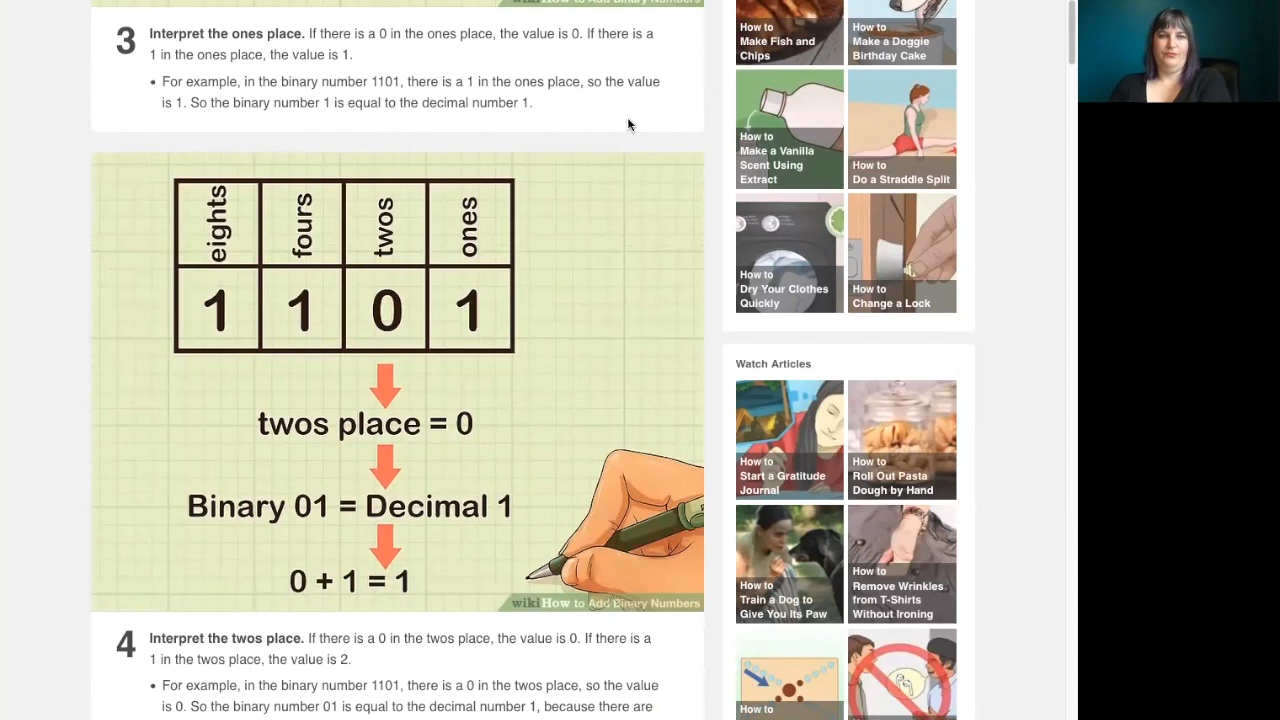 wikiHow to Add Binary Numbers
3
Interpret the ones place. If there is a 0 in the ones place, the value is 0. If there is a
1 in the ones place, the value is 1.
• For example, in the binary number 1101, there is a 1 in the ones place, so the value
is 1. So the binary number 1 is equal to the decimal number 1.
eights fours twos ones
1 1 0 1
twos place = 0
Binary 01 = Decimal 1
0 + 1 = 1
wikiHow to Add Binary Numbers
4
Interpret the twos place. If there is a 0 in the twos place, the value is 0. If there is a
1 in the twos place, the value is 2.
• For example, in the binary number 1101, there is a 0 in the twos place, so the value
is 0. So the binary number 01 is equal to the decimal number 1, because there are
How to
Make Fish and
Chips
How to
Make a Doggie
Birthday Cake
How to
Make a Vanilla
Scent Using
Extract
How to
Do a Straddle Split
How to
Dry Your Clothes
Quickly
How to
Change a Lock
Watch Articles
How to
Start a Gratitude
Journal
How to
Roll Out Pasta
Dough by Hand
How to
Train a Dog to
Give You Its Paw
How to
Remove Wrinkles
from T-Shirts
Without Ironing
How to